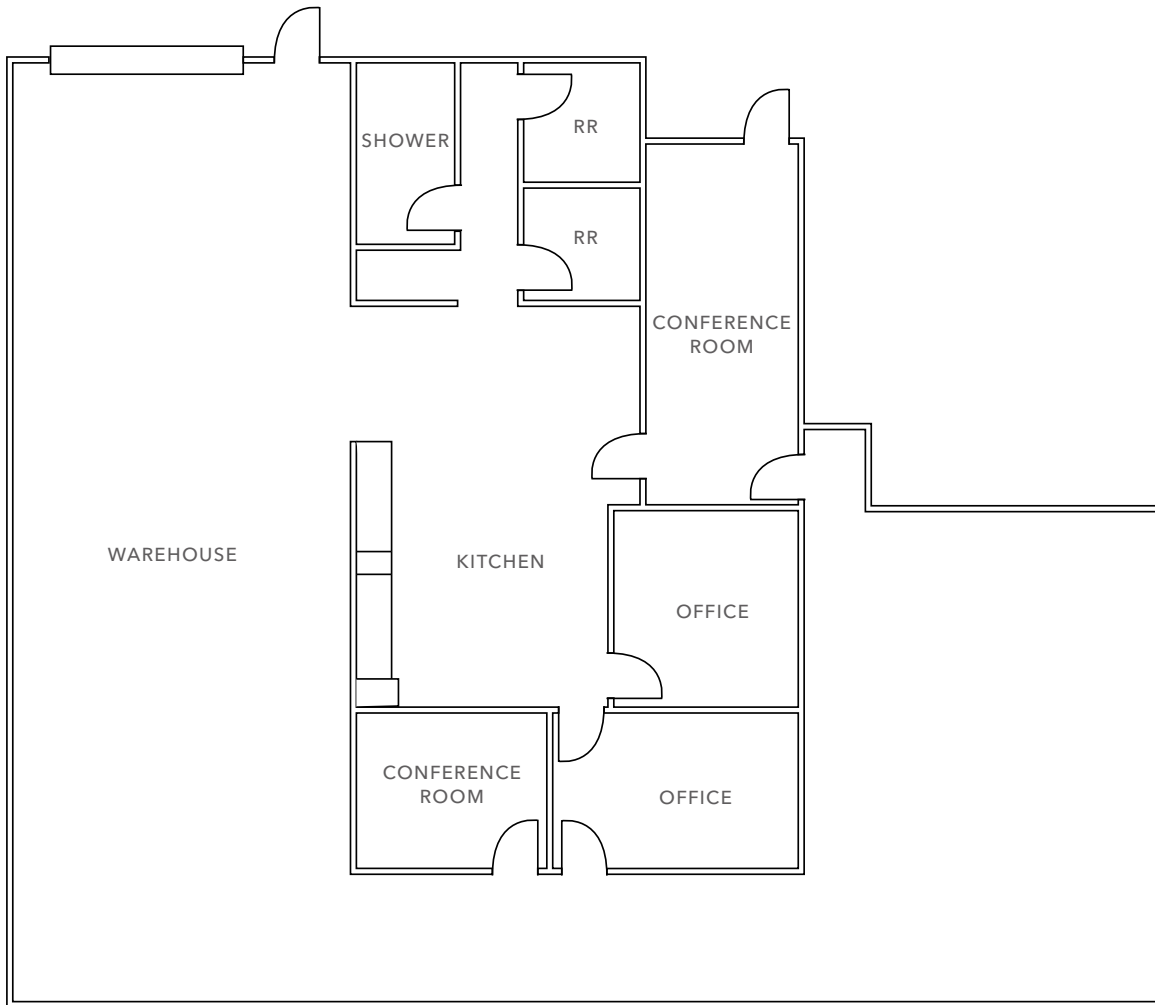 RR
SHOWER
RR
CONFERENCE
ROOM
WAREHOUSE
KITCHEN
OFFICE
CONFERENCE
ROOM
OFFICE